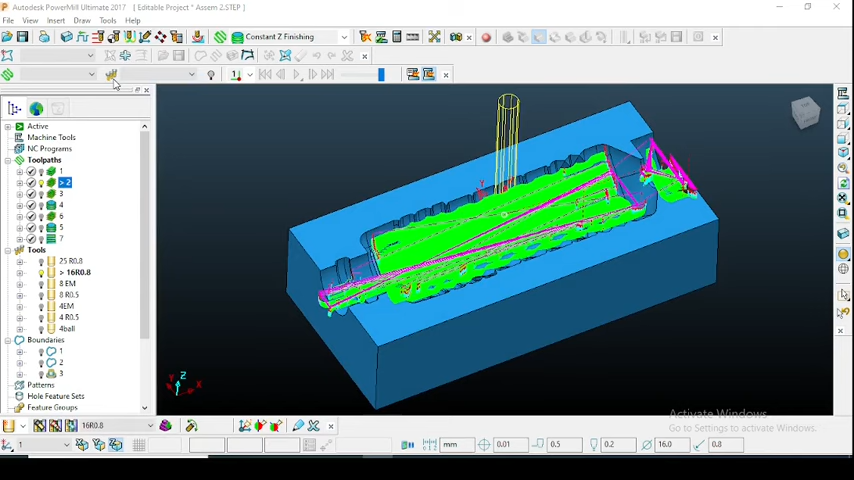 Autodesk PowerMill Ultimate 2017    [ Editable Project * Assem 2.STEP ]
File View Insert Draw Tools Help
Constant Z Finishing
1
Active
Machine Tools
NC Programs
Toolpaths
1
> 2
3
4
6
5
7
Tools
25 R0.8
> 16R0.8
8 EM
8 R0.5
4EM
4 R0.5
4ball
Boundaries
1
2
3
Patterns
Hole Feature Sets
Feature Groups
Z
X
Y
Activate Windows
Go to Settings to activate Windows.
16R0.8
1
mm
0.01
0.5
0.2
16.0
0.8